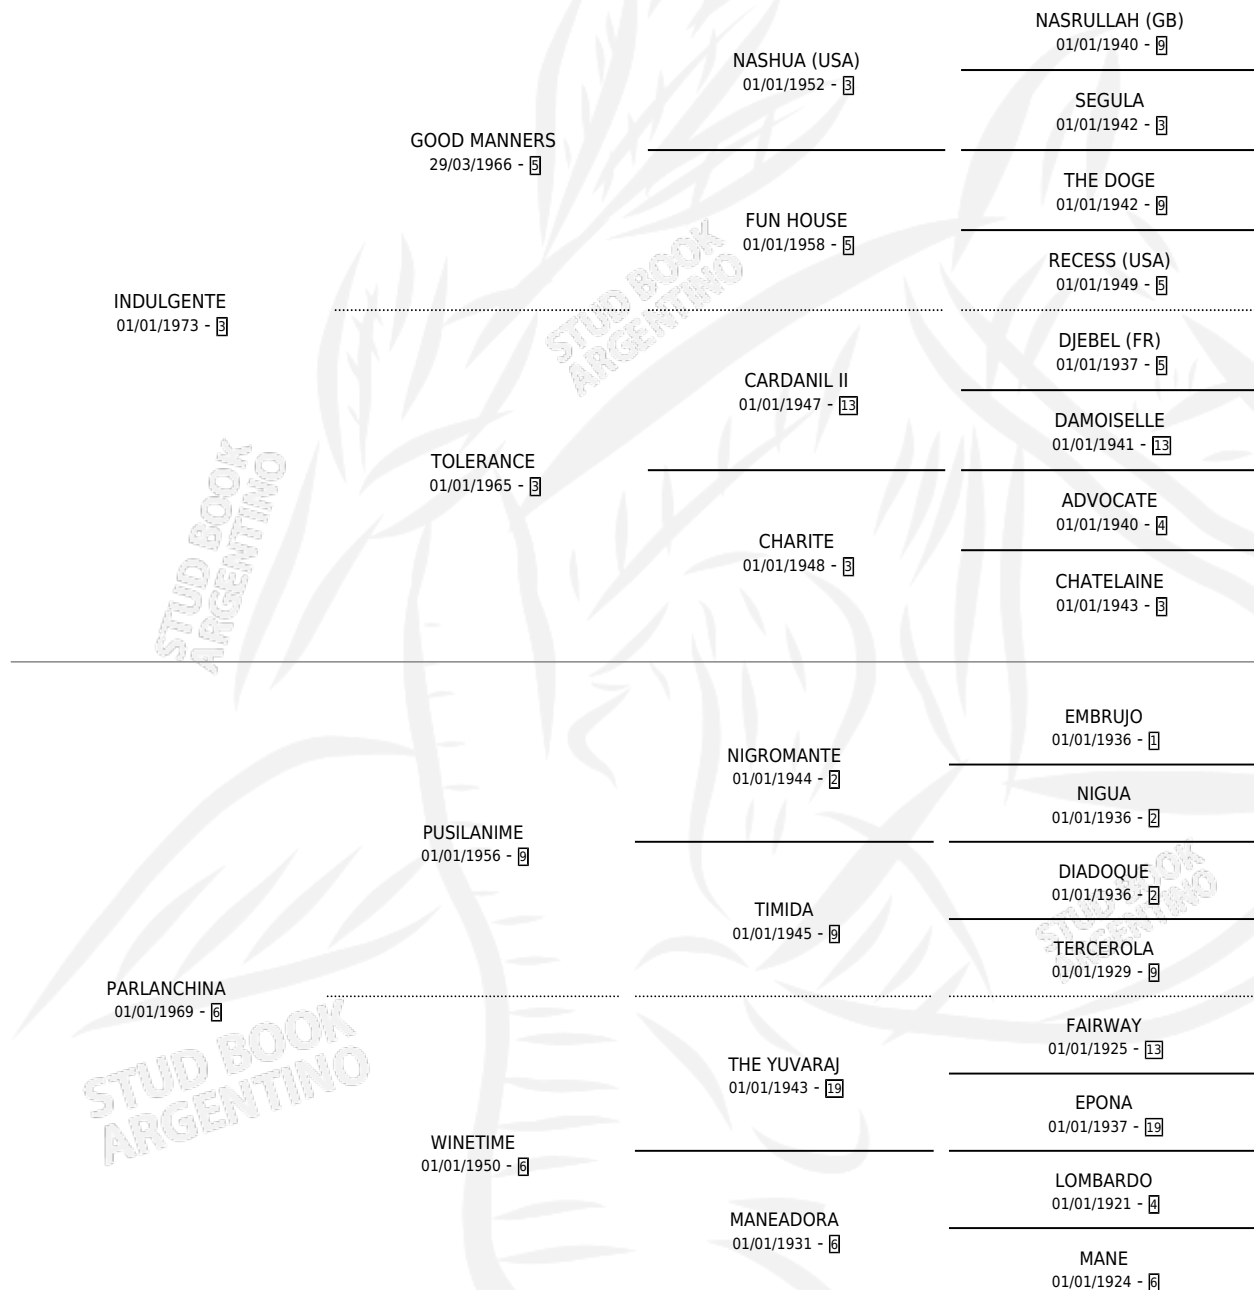 NASRULLAH (GB)
01/01/1940 - 9
NASHUA (USA)
01/01/1952 - 3
SEGULA
01/01/1942 - 3
GOOD MANNERS
29/03/1966 - 5
THE DOGE
01/01/1942 - 9
FUN HOUSE
01/01/1958 - 5
RECESS (USA)
01/01/1949 - 5
INDULGENTE
01/01/1973 - 3
DJEBEL (FR)
01/01/1937 - 5
CARDANIL II
01/01/1947 - 13
DAMOISELLE
01/01/1941 - 13
TOLERANCE
01/01/1965 - 3
ADVOCATE
01/01/1940 - 4
CHARITE
01/01/1948 - 3
CHATELAINE
01/01/1943 - 3
EMBRUJO
01/01/1936 - 1
NIGROMANTE
01/01/1944 - 2
NIGUA
01/01/1936 - 2
PUSILANIME
01/01/1956 - 9
DIADOQUE
01/01/1936 - 2
TIMIDA
01/01/1945 - 9
TERCEROLA
01/01/1929 - 9
PARLANCHINA
01/01/1969 - 6
FAIRWAY
01/01/1925 - 13
THE YUVARAJ
01/01/1943 - 19
EPONA
01/01/1937 - 19
WINETIME
01/01/1950 - 6
LOMBARDO
01/01/1921 - 4
MANEADORA
01/01/1931 - 6
MANE
01/01/1924 - 6
STUD BOOK
ARGENTINO
STUD BOOK
ARGENTINO
STUD BOOK
ARGENTINO
STUD BOOK
ARGENTINO